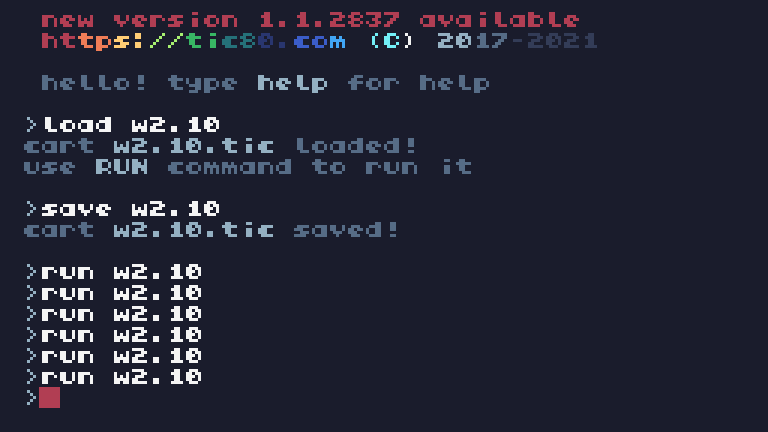 new version 1.1.2837 available
https://tic80.com (C) 2017-2021
hello! type help for help
>load w2.10
cart w2.10.tic loaded!
use RUN command to run it
>save w2.10
cart w2.10.tic saved!
>run w2.10
>run w2.10
>run w2.10
>run w2.10
>run w2.10
>run w2.10
>